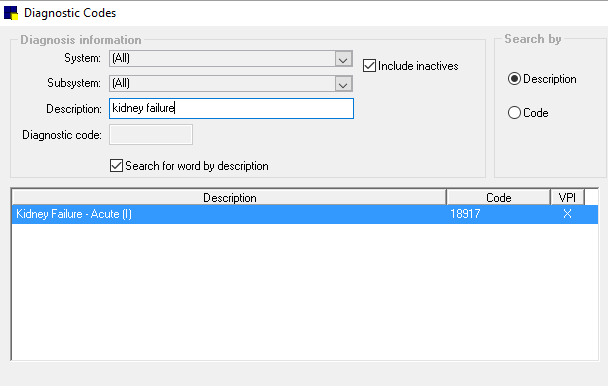 Diagnostic Codes
Diagnosis information
System: (All)
Include inactives
Subsystem: (All)
Description: kidney failure
Diagnostic code:
Search for word by description
Search by
Description
Code
Description Code VPI
Kidney Failure - Acute (I) 18917 X